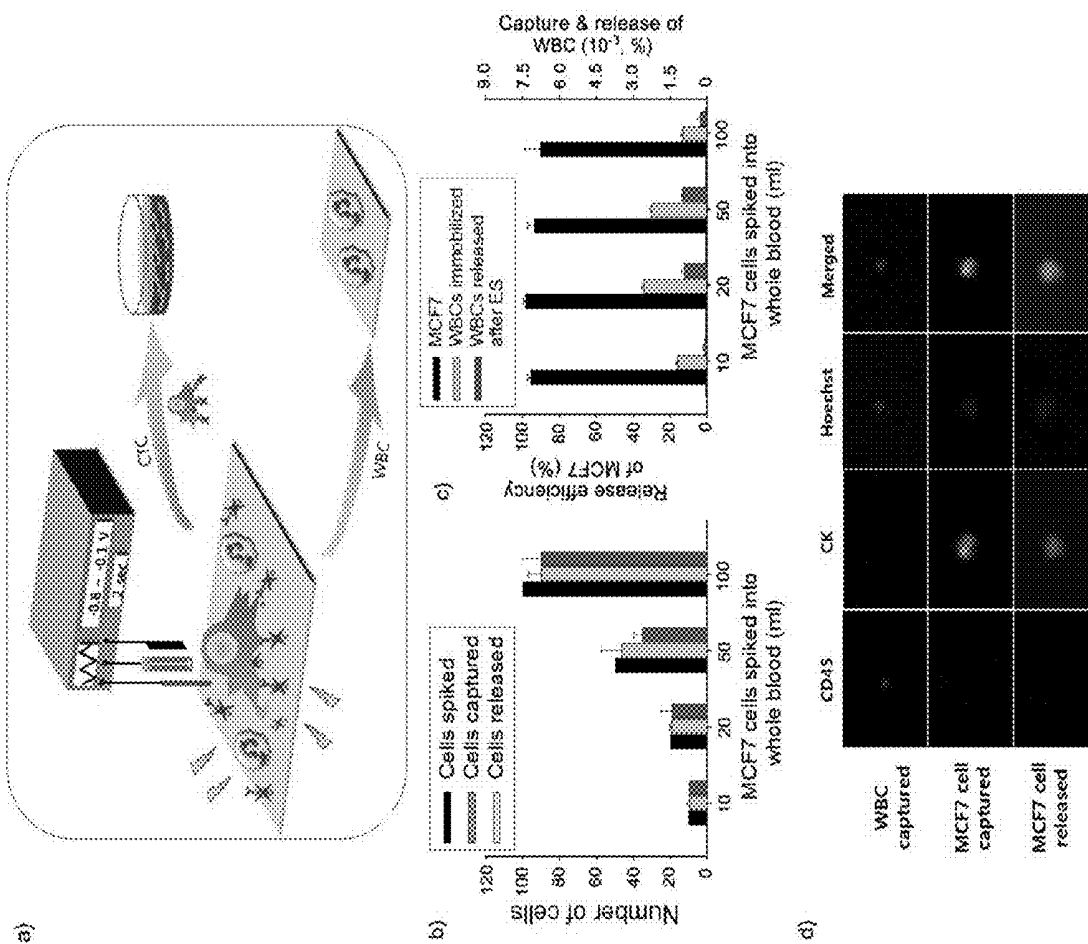 a)
-0.8 - -0.1 V
2 sec
CTC
WBC
b)
Number of cells
120
100
80
60
40
20
0
Cells spiked
Cells captured
Cells released
10 20 50 100
MCF7 cells spiked into
whole blood (ml)
c)
Release efficiency
of MCF7 (%)
120
100
80
60
40
20
0
MCF7
WBCs immobilized
WBCs released
after ES
10 20 50 100
MCF7 cells spiked into
whole blood (ml)
Capture & release of
WBC (10⁻³, %)
9.0
7.5
6.0
4.5
3.0
1.5
0
d)
CD45 CK Hoechst Merged
WBC
captured
MCF7 cell
captured
MCF7 cell
released